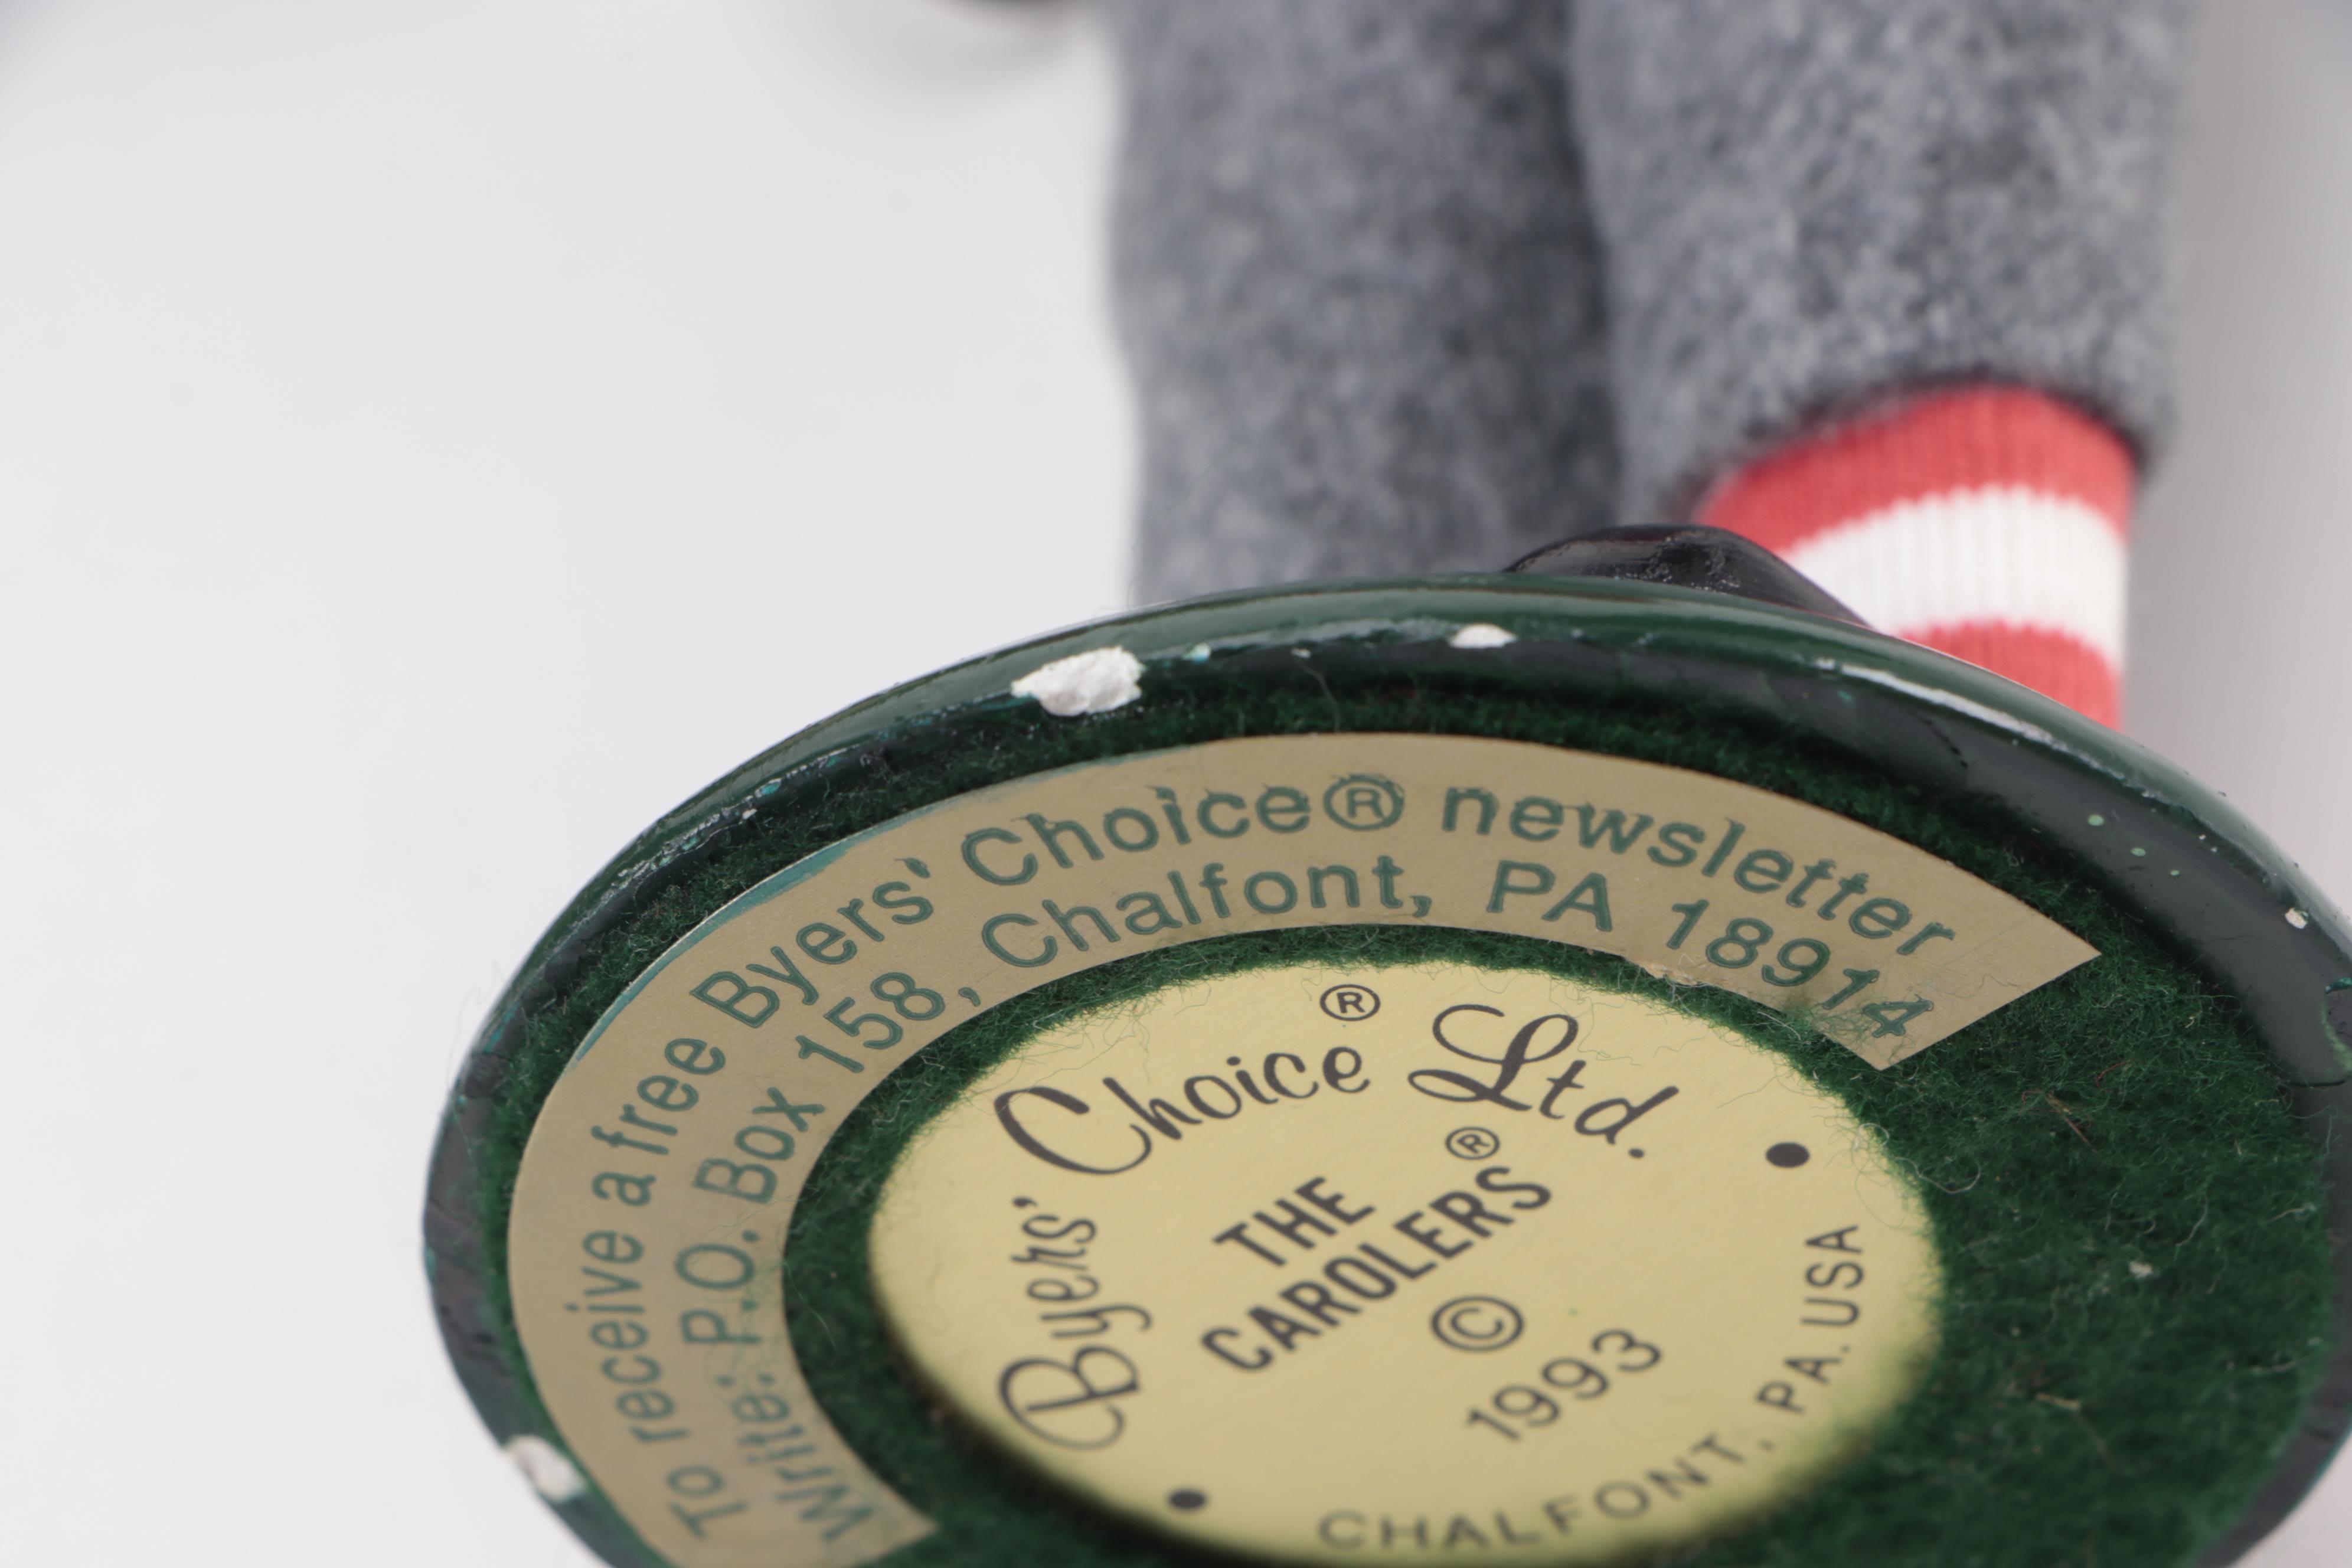 To receive a free Byers' Choice® newsletter
Write: P.O. Box 158, Chalfont, PA 18914
Byers' Choice Ltd.®
THE
CAROLERS®
©
1993
CHALFONT, PA. USA